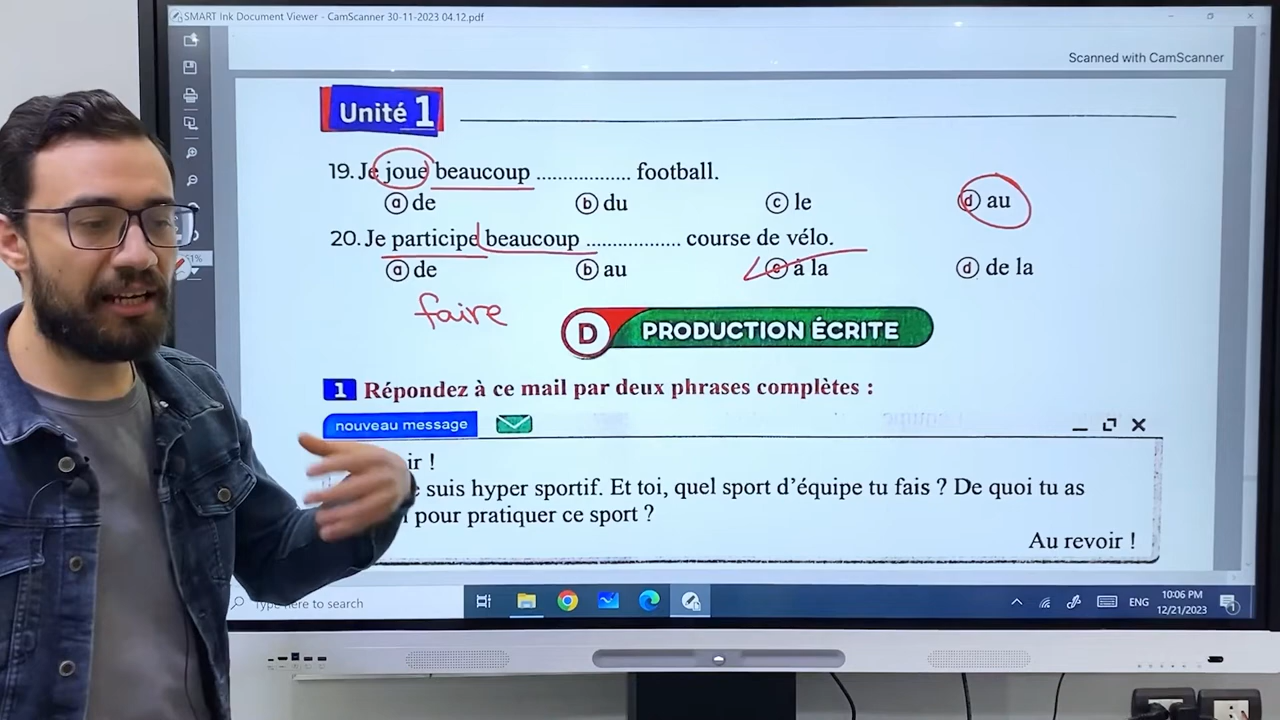 SMART Ink Document Viewer - CamScanner 30-11-2023 04.12.pdf
Scanned with CamScanner
Unité 1
19. Je joue beaucoup .................. football.
a de b du c le d au
20. Je participe beaucoup .................. course de vélo.
a de b au c à la d de la
faire
D PRODUCTION ÉCRITE
1 Répondez à ce mail par deux phrases complètes :
nouveau message
ir !
suis hyper sportif. Et toi, quel sport d'équipe tu fais ? De quoi tu as
pour pratiquer ce sport ?
Au revoir !
Type here to search
ENG
10:06 PM
12/21/2023